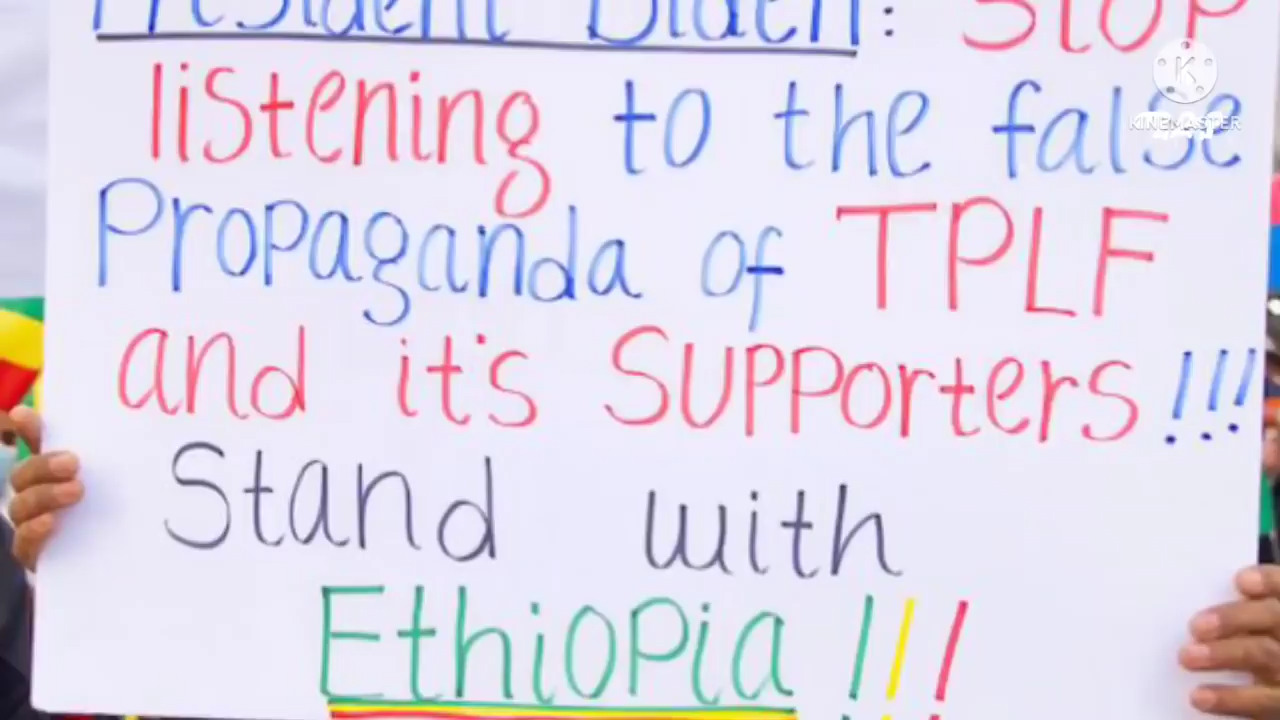 President Biden: STOP
listening to the false
Propaganda of TPLF
and it's Supporters!!!
Stand with
Ethiopia!!!
KINEMASTER